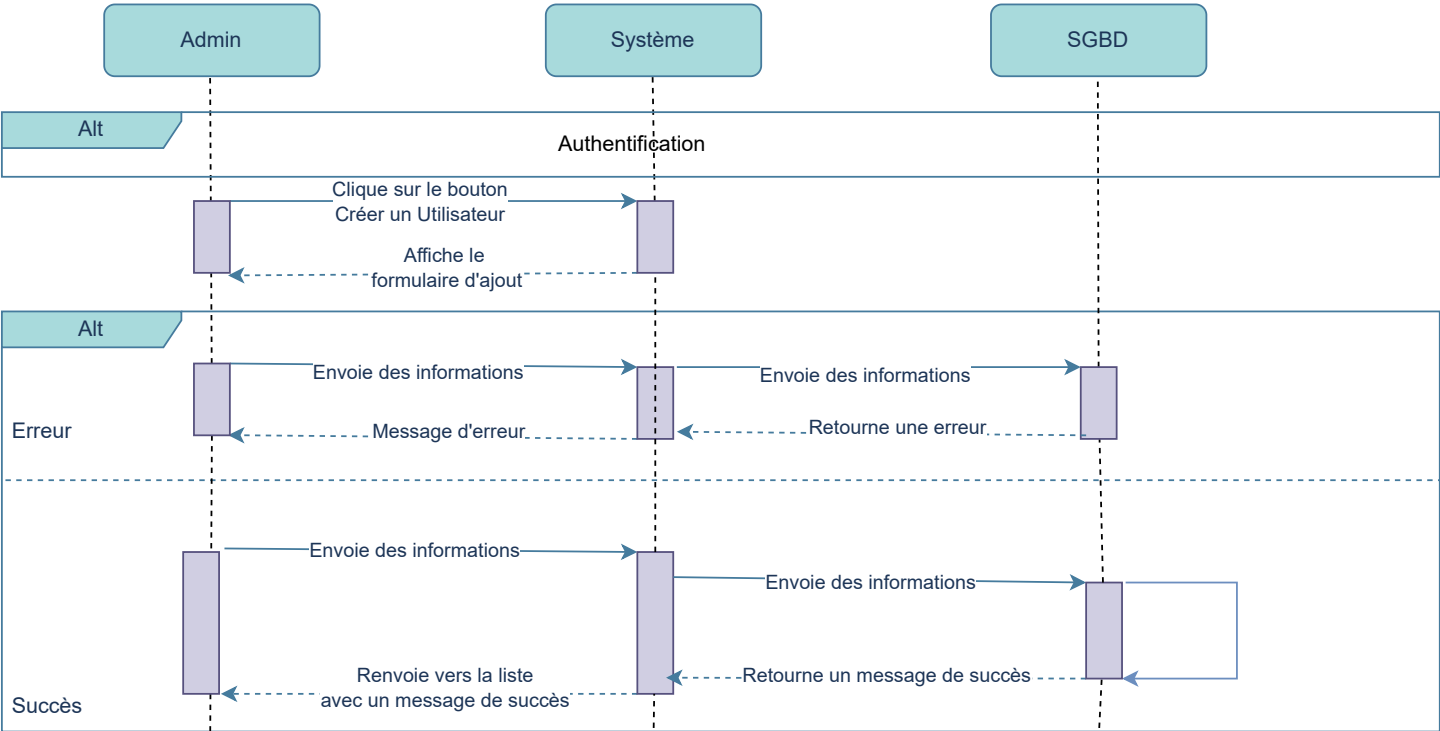 Admin
Système
SGBD
Alt
Authentification
Clique sur le bouton
Créer un Utilisateur
Affiche le
formulaire d'ajout
Alt
Envoie des informations
Envoie des informations
Erreur
Message d'erreur
Retourne une erreur
Envoie des informations
Envoie des informations
Renvoie vers la liste
avec un message de succès
Retourne un message de succès
Succès